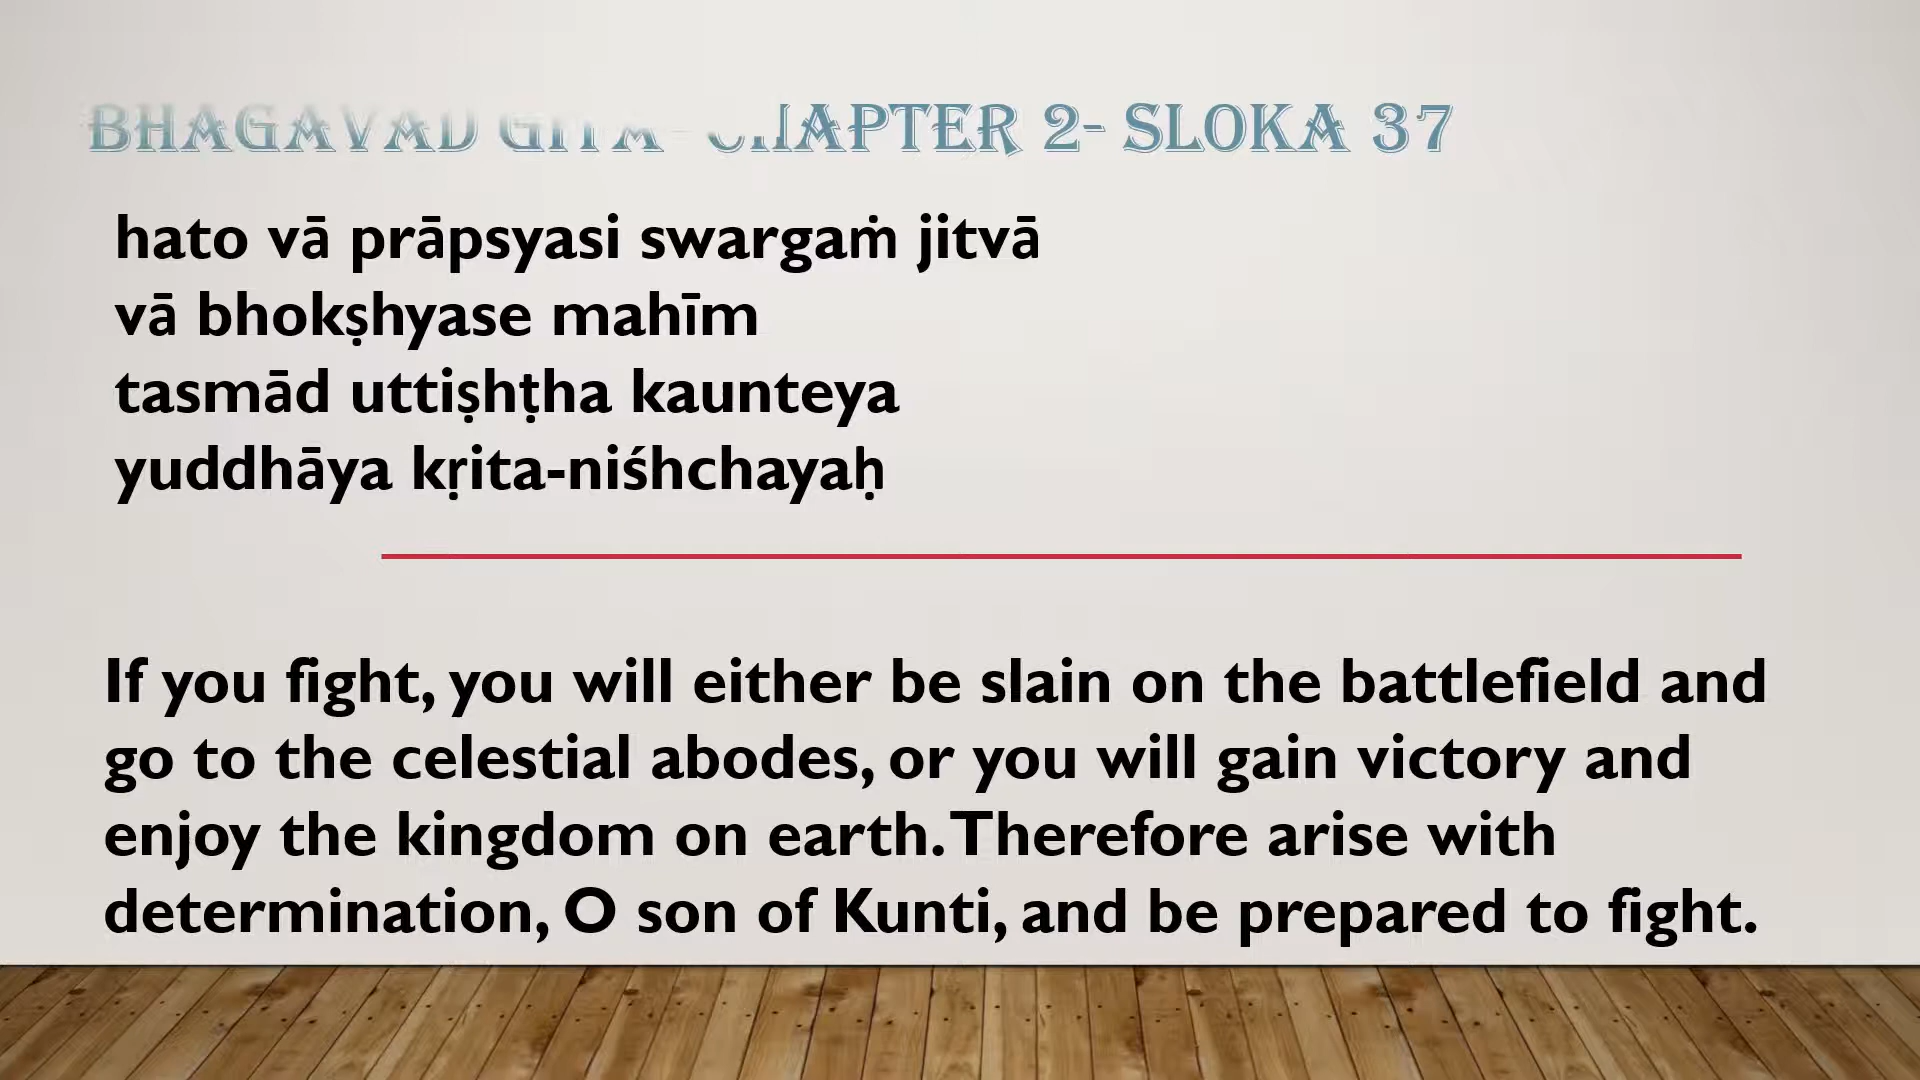 BHAGAVAD GITA- CHAPTER 2- SLOKA 37
hato vā prāpsyasi swargaṁ jitvā
vā bhokṣhyase mahīm
tasmād uttiṣhṭha kaunteya
yuddhāya kṛita-niśhchayaḥ
If you fight, you will either be slain on the battlefield and
go to the celestial abodes, or you will gain victory and
enjoy the kingdom on earth. Therefore arise with
determination, O son of Kunti, and be prepared to fight.